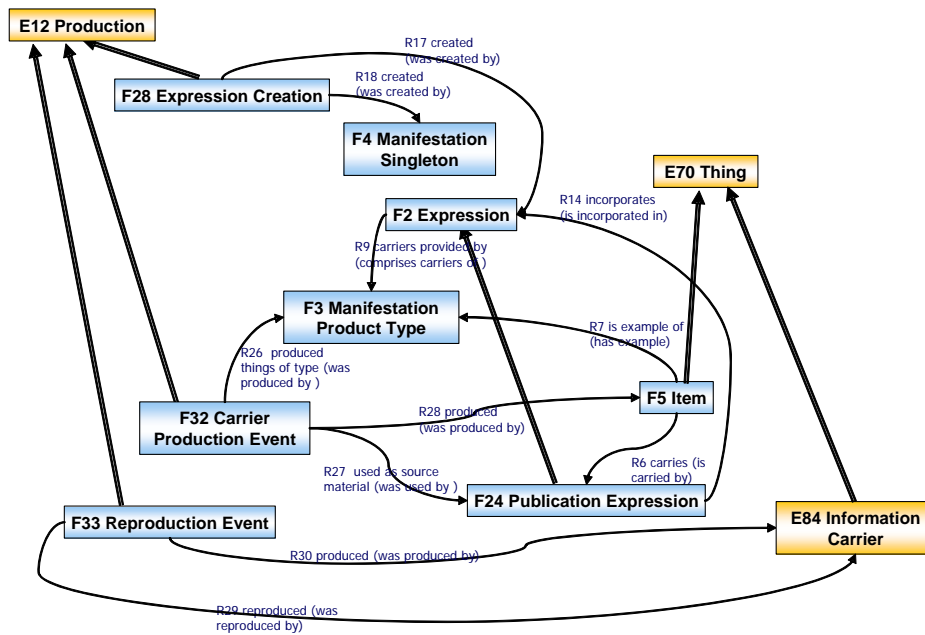 E12 Production
R17 created
(was created by)
R18 created
(was created by)
F28 Expression Creation
F4 Manifestation
Singleton
E70 Thing
R14 incorporates
(is incorporated in)
F2 Expression
R9 carriers provided by
(comprises carriers of )
F3 Manifestation
Product Type
R7 is example of
(has example)
R26 produced
things of type (was
produced by )
F5 Item
F32 Carrier
Production Event
R28 produced
(was produced by)
R27 used as source
material (was used by )
R6 carries (is
carried by)
F24 Publication Expression
F33 Reproduction Event
E84 Information
Carrier
R30 produced (was produced by)
R29 reproduced (was
reproduced by)